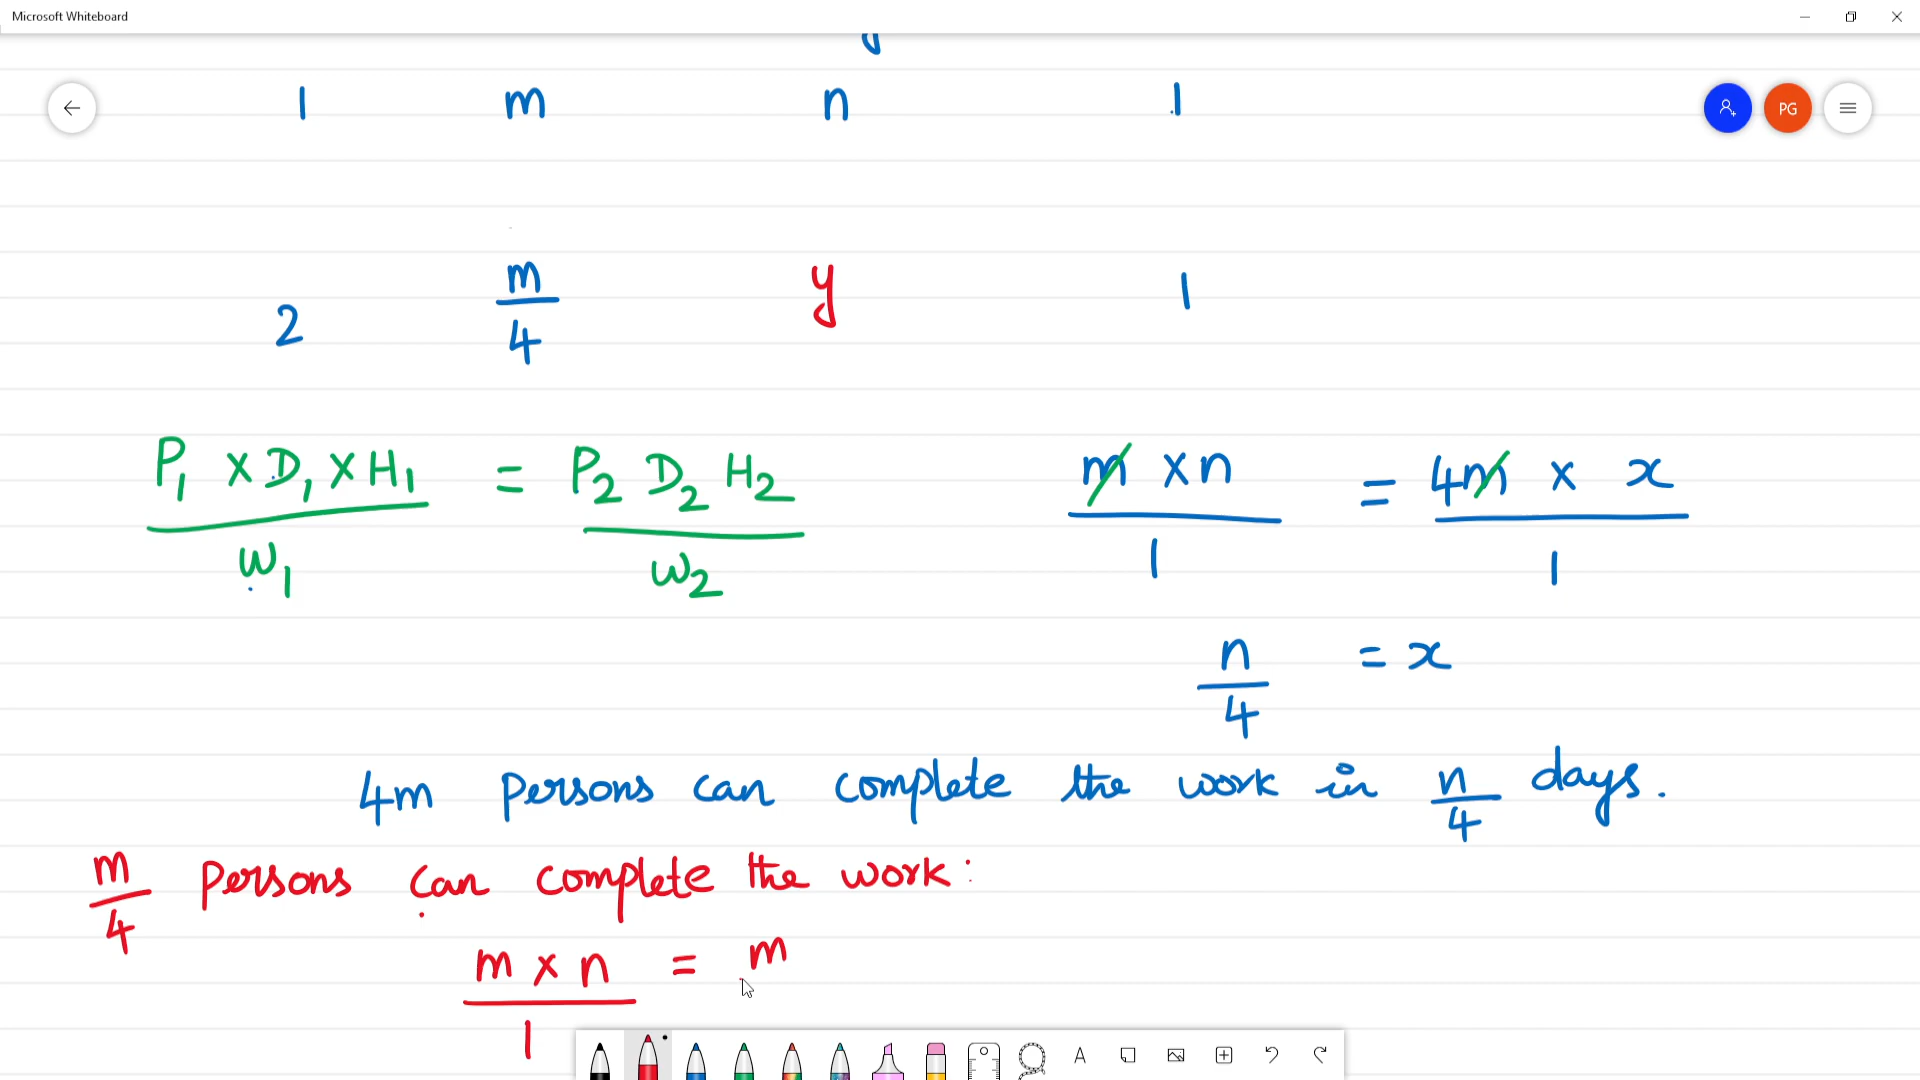 Microsoft Whiteboard
1 m n 1
PG
2 m/4 y 1
P₁ × D₁ × H₁ / W₁ = P₂ D₂ H₂ / W₂
m × n / 1 = 4m × x / 1
n/4 = x
4m persons can complete the work in n/4 days.
m/4 persons can complete the work:
m × n / 1 = m
A